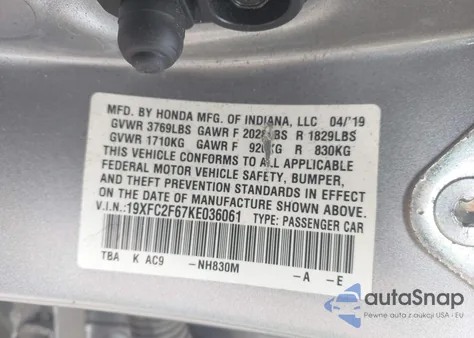 MFD. BY HONDA MFG. OF INDIANA, LLC 04/'19
GVWR 3769LBS GAWR F LBS R 1829LBS
GVWR 1710KG GAWR F KG R 830KG
THIS VEHICLE CONFORMS TO ALL APPLICABLE
FEDERAL MOTOR VEHICLE SAFETY, BUMPER,
AND THEFT PREVENTION STANDARDS IN EFFECT
ON THE DATE OF MANUFACTURE SHOWN ABOVE.
V.I.N.:19XFC2F67KE036061 TYPE: PASSENGER CAR
TBA K AC9 -NH830M -A -E
autoSnap
Pewne auta z aukcji USA i EU